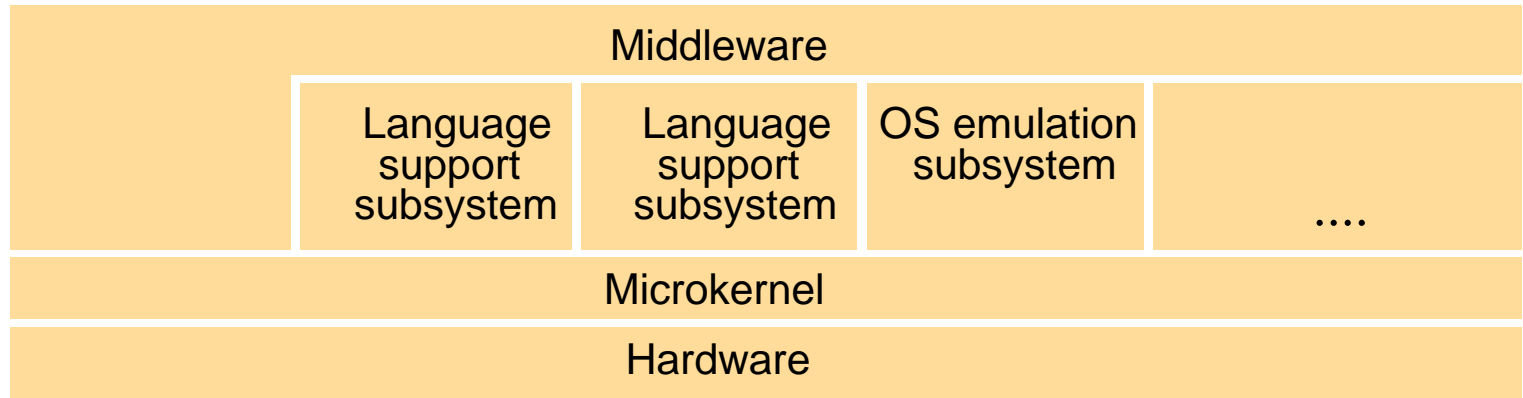 Middleware
Language
support
subsystem
Language
support
subsystem
OS emulation
subsystem
....
Microkernel
Hardware